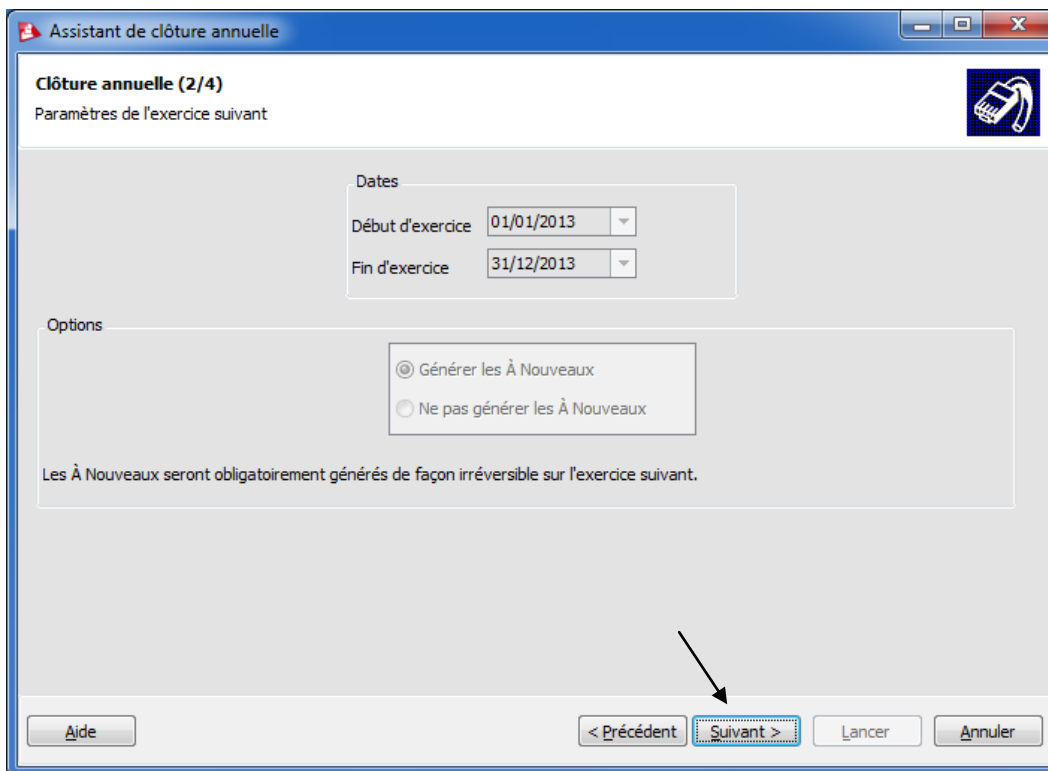 Assistant de clôture annuelle
Clôture annuelle (2/4)
Paramètres de l'exercice suivant
Dates
Début d'exercice 01/01/2013
Fin d'exercice 31/12/2013
Options
Générer les À Nouveaux
Ne pas générer les À Nouveaux
Les À Nouveaux seront obligatoirement générés de façon irréversible sur l'exercice suivant.
Aide < Précédent Suivant > Lancer Annuler